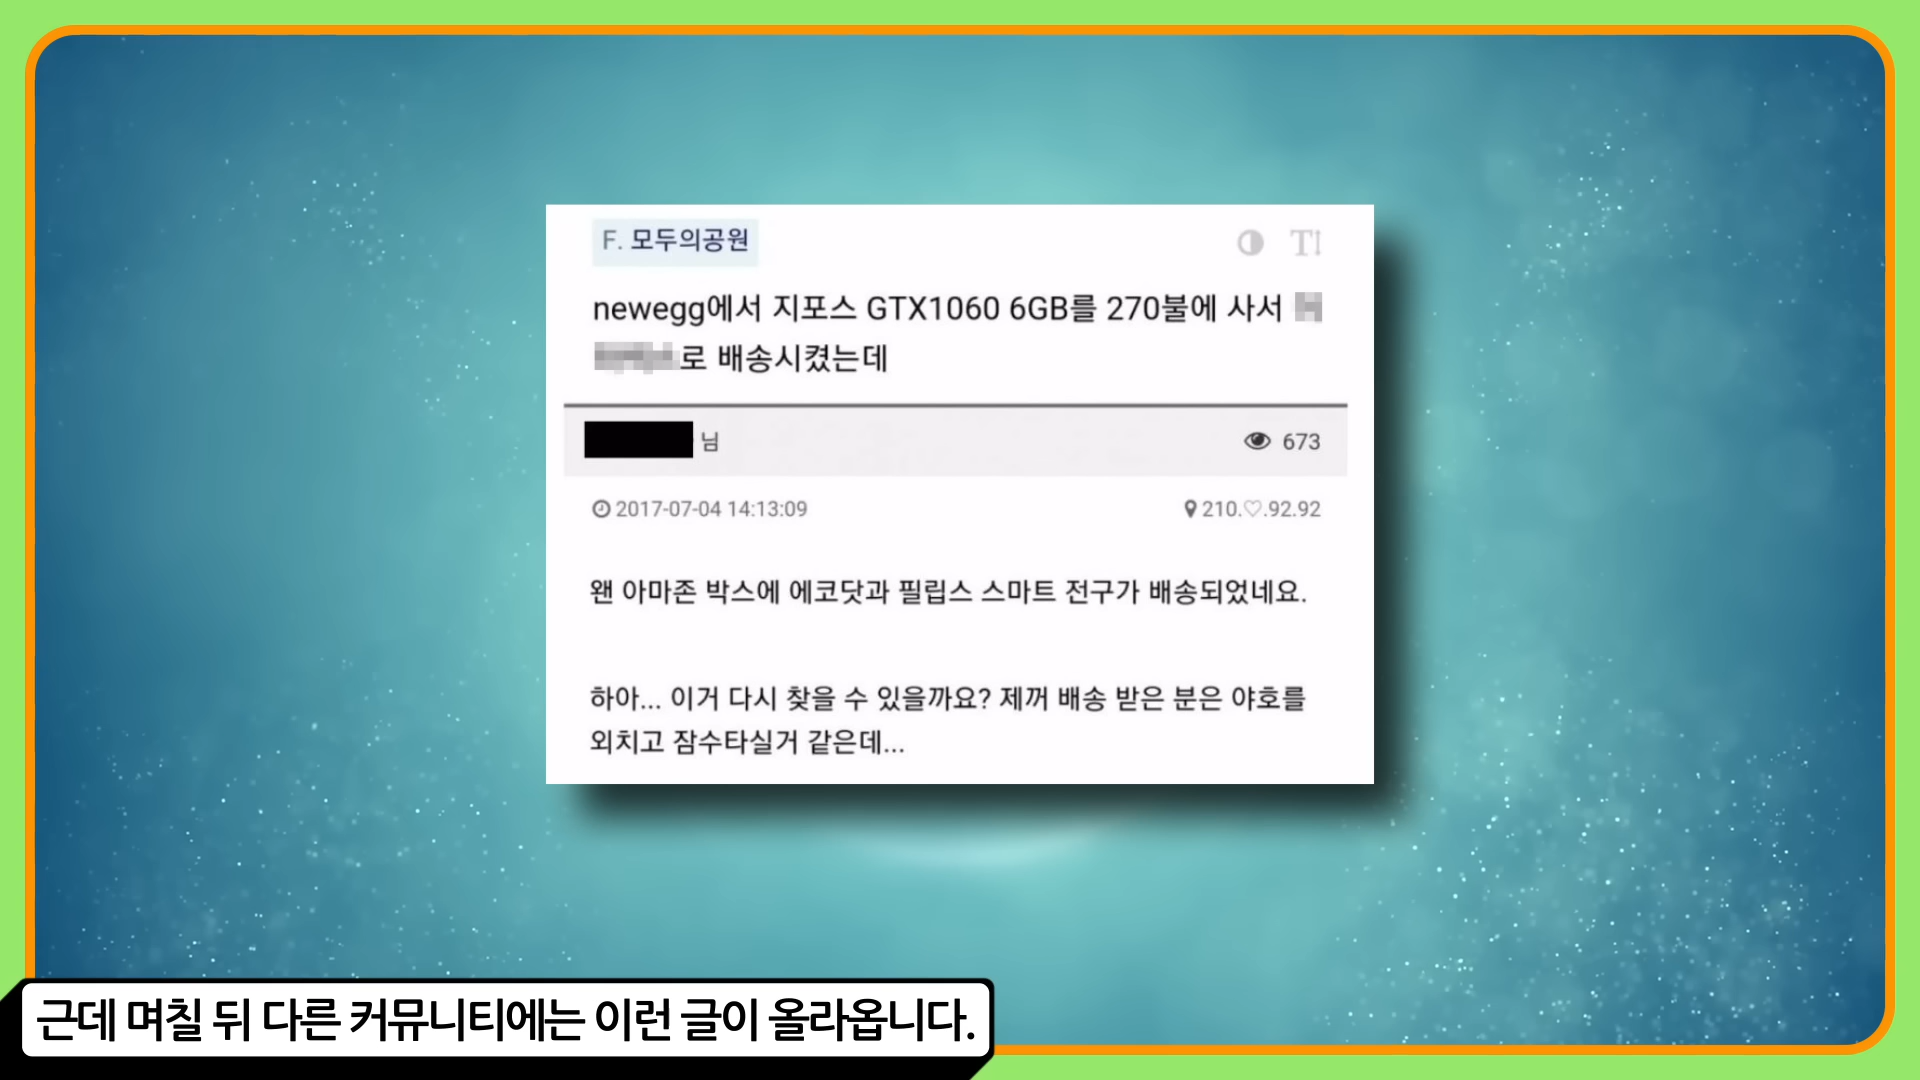 F. 모두의공원
newegg에서 지포스 GTX1060 6GB를 270불에 사서
로 배송시켰는데
님
673
2017-07-04 14:13:09
210.♡.92.92
왠 아마존 박스에 에코닷과 필립스 스마트 전구가 배송되었네요.
하아... 이거 다시 찾을 수 있을까요? 제꺼 배송 받은 분은 야호를
외치고 잠수타실거 같은데...
근데 며칠 뒤 다른 커뮤니티에는 이런 글이 올라옵니다.